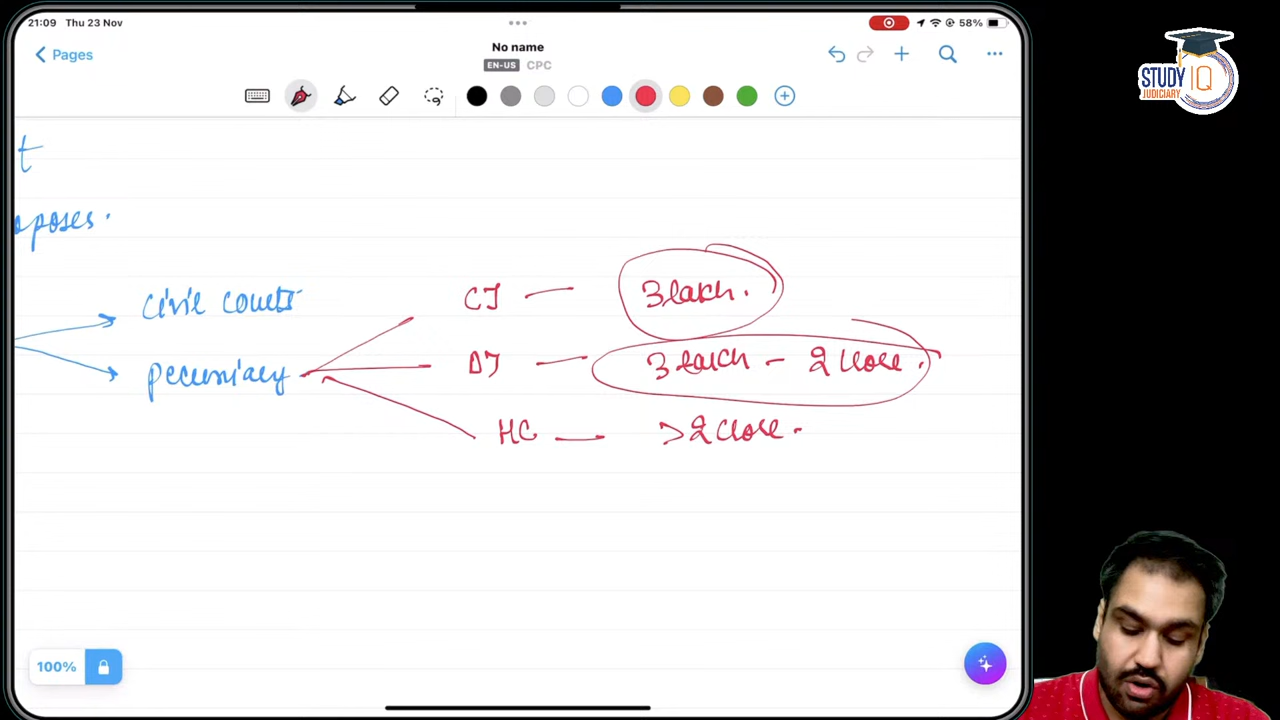 21:09 Thu 23 Nov
58%
Pages
No name
EN-US CPC
STUDY IQ
JUDICIARY
t
oposes.
civil courts
CJ — 3 lakh.
pecuniary
DJ — 3 lakh - 2 Crore.
HC — >2 Crore.
100%